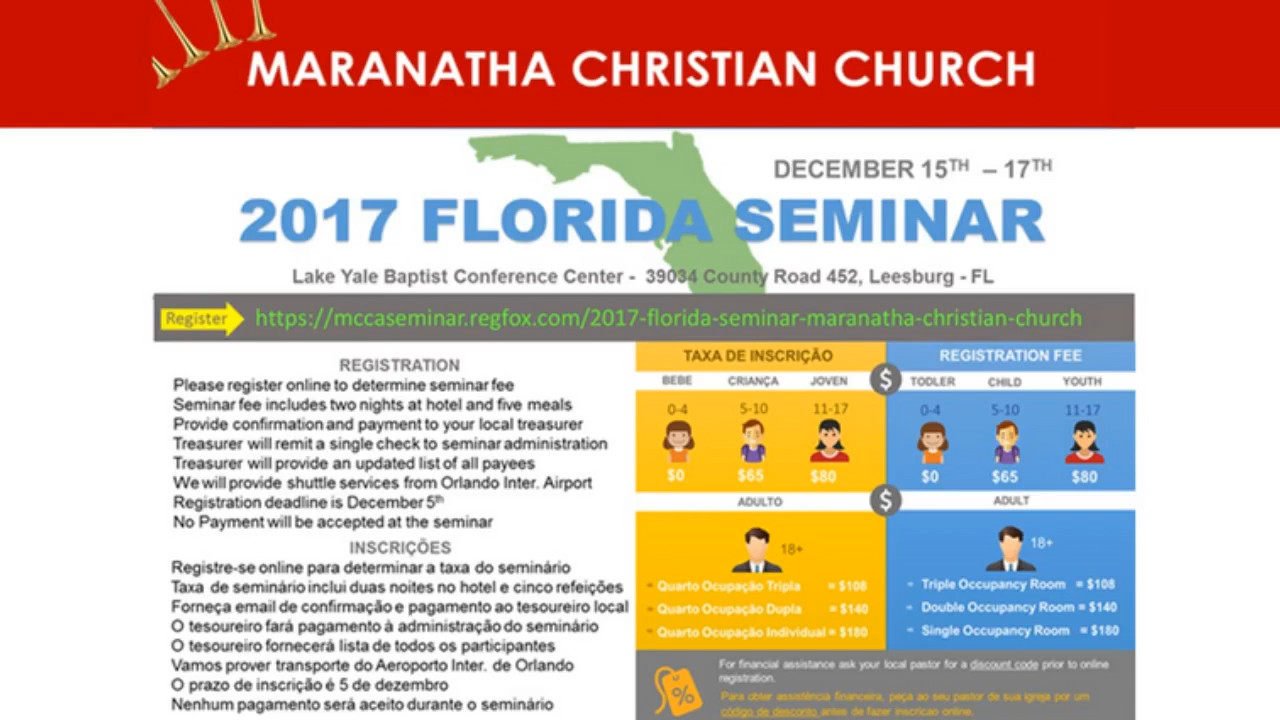 MARANATHA CHRISTIAN CHURCH
DECEMBER 15TH – 17TH
2017 FLORIDA SEMINAR
Lake Yale Baptist Conference Center - 39034 County Road 452, Leesburg - FL
Register https://mccaseminar.regfox.com/2017-florida-seminar-maranatha-christian-church
REGISTRATION
Please register online to determine seminar fee
Seminar fee includes two nights at hotel and five meals
Provide confirmation and payment to your local treasurer
Treasurer will remit a single check to seminar administration
Treasurer will provide an updated list of all payees
We will provide shuttle services from Orlando Inter. Airport
Registration deadline is December 5th
No Payment will be accepted at the seminar
INSCRIÇÕES
Registre-se online para determinar a taxa do seminário
Taxa de seminário inclui duas noites no hotel e cinco refeições
Forneça email de confirmação e pagamento ao tesoureiro local
O tesoureiro fará pagamento à administração do seminário
O tesoureiro fornecerá lista de todos os participantes
Vamos prover transporte do Aeroporto Inter. de Orlando
O prazo de inscrição é 5 de dezembro
Nenhum pagamento será aceito durante o seminário
TAXA DE INSCRIÇÃO
BEBE CRIANÇA JOVEN
0-4 5-10 11-17
$0 $65 $80
ADULTO
18+
Quarto Ocupação Tripla = $108
Quarto Ocupação Dupla = $140
Quarto Ocupação Individual = $180
$
$
REGISTRATION FEE
TODLER CHILD YOUTH
0-4 5-10 11-17
$0 $65 $80
ADULT
18+
Triple Occupancy Room = $108
Double Occupancy Room = $140
Single Occupancy Room = $180
%
For financial assistance ask your local pastor for a discount code prior to online
registration.
Para obter assistência financeira, peça ao seu pastor de sua igreja por um
código de desconto antes de fazer inscricao online.